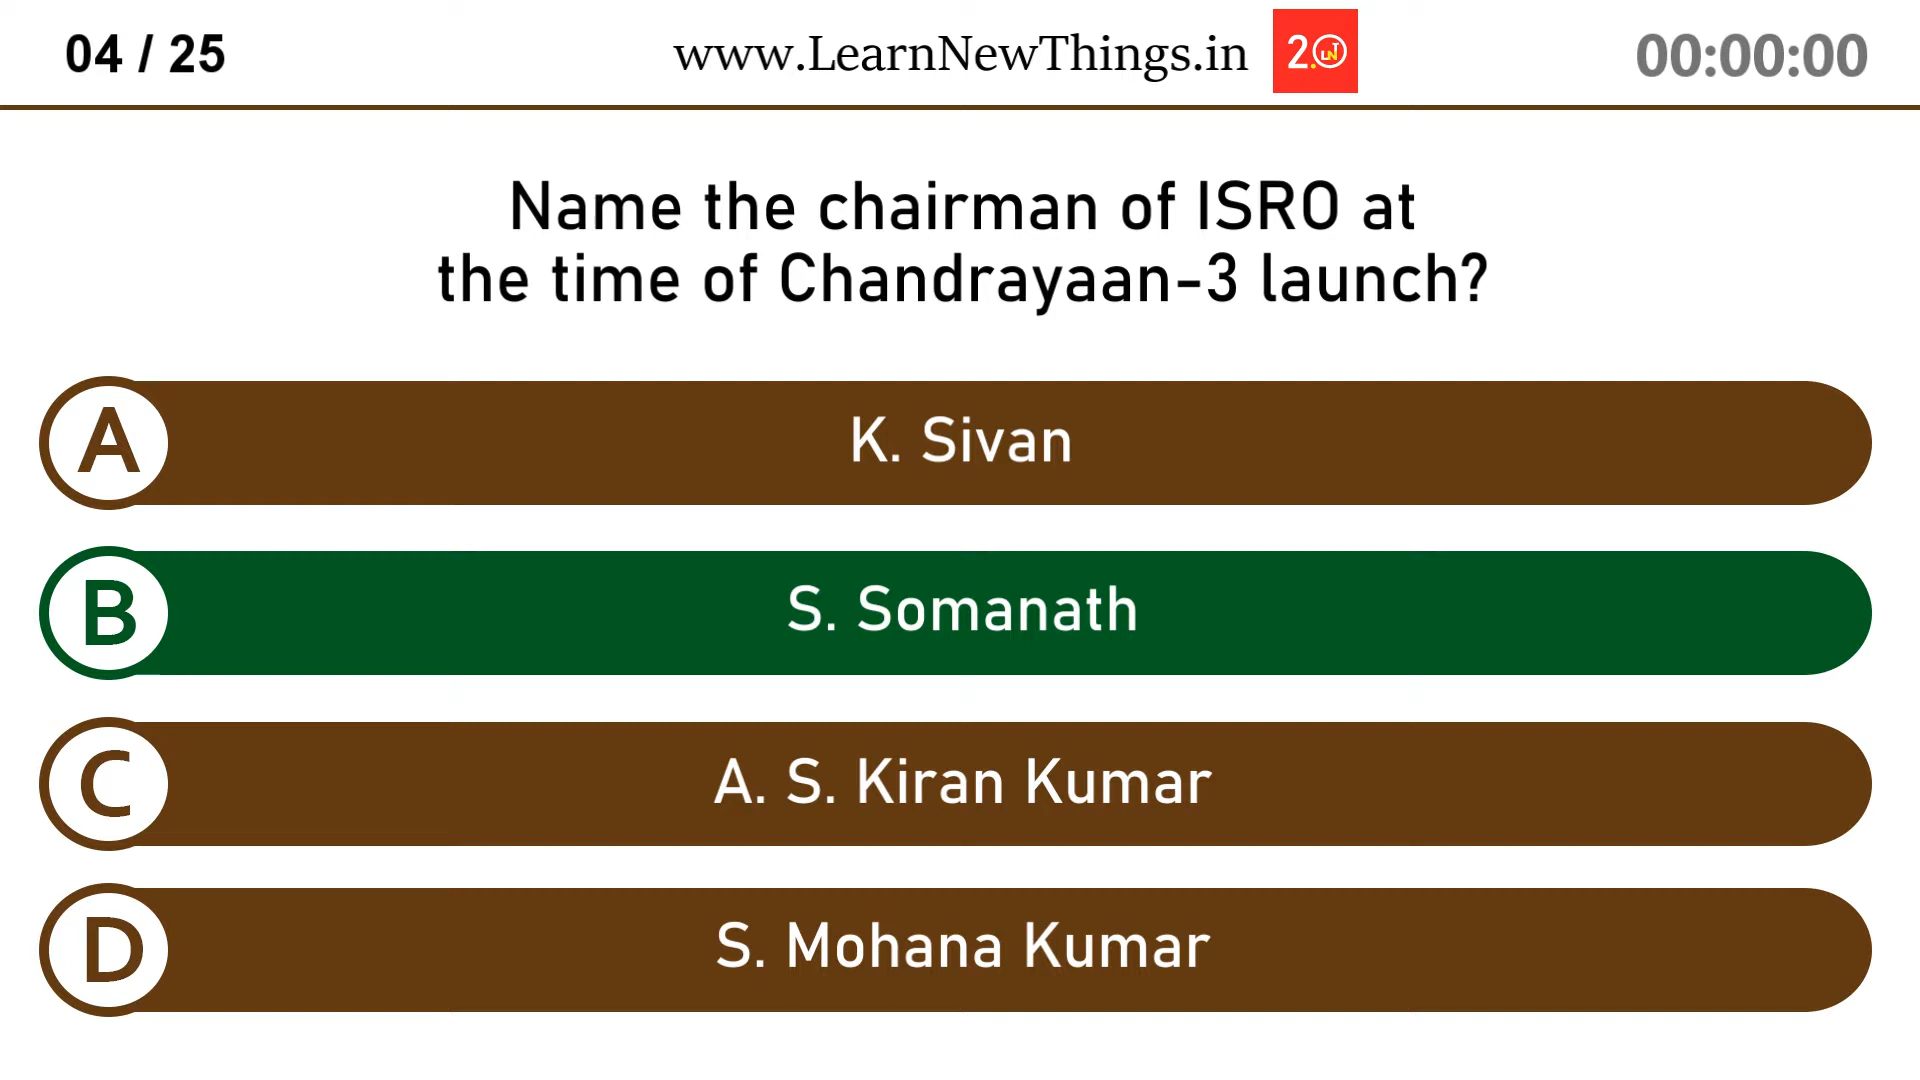 04 / 25
www.LearnNewThings.in
2.LNT
00:00:00
Name the chairman of ISRO at
the time of Chandrayaan-3 launch?
A
K. Sivan
B
S. Somanath
C
A. S. Kiran Kumar
D
S. Mohana Kumar